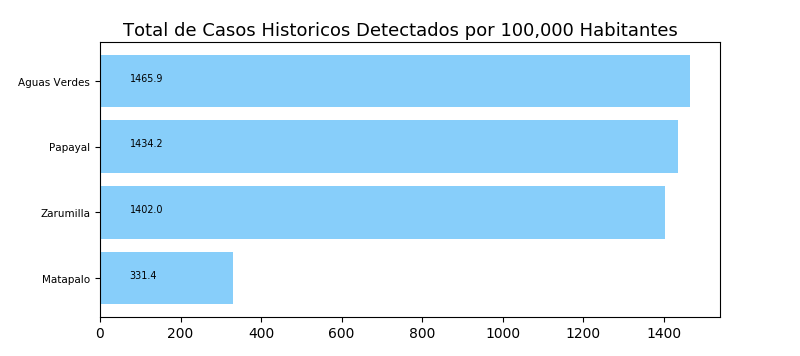 Total de Casos Historicos Detectados por 100,000 Habitantes
Aguas Verdes 1465.9
Papayal 1434.2
Zarumilla 1402.0
Matapalo 331.4
0 200 400 600 800 1000 1200 1400